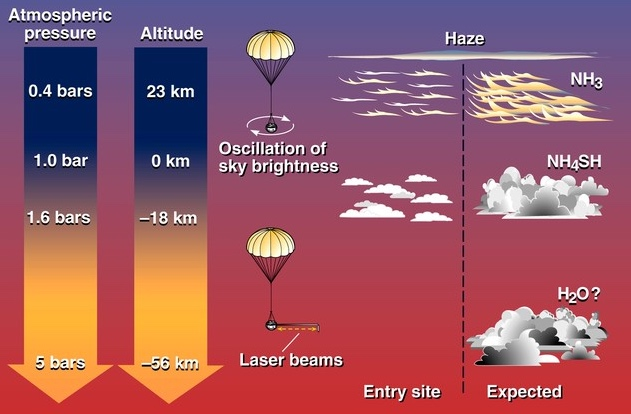 Atmospheric
pressure
Altitude
0.4 bars
23 km
1.0 bar
0 km
1.6 bars
–18 km
5 bars
–56 km
Oscillation of
sky brightness
Laser beams
Haze
NH₃
NH₄SH
H₂O?
Entry site
Expected